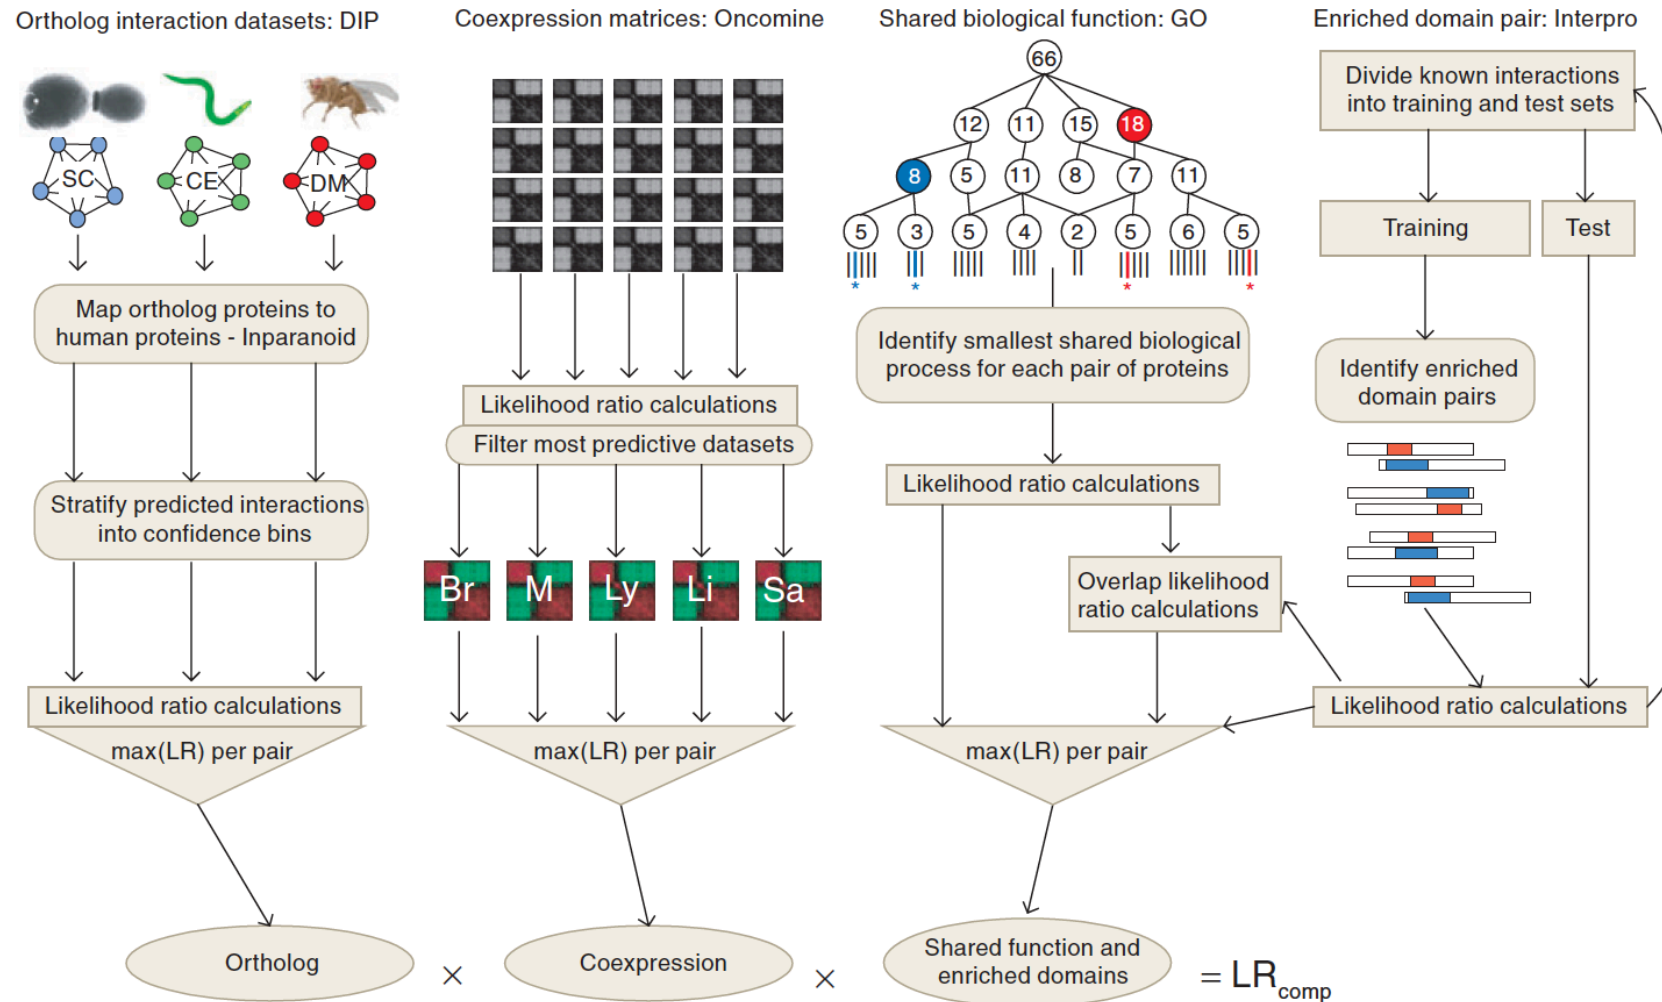 Ortholog interaction datasets: DIP
Coexpression matrices: Oncomine
Shared biological function: GO
Enriched domain pair: Interpro
SC
CE
DM
Map ortholog proteins to
human proteins - Inparanoid
Stratify predicted interactions
into confidence bins
Likelihood ratio calculations
max(LR) per pair
Ortholog
Likelihood ratio calculations
Filter most predictive datasets
Br
M
Ly
Li
Sa
max(LR) per pair
Coexpression
66
12 11 15 18
8 5 11 8 7 11
5 3 5 4 2 5 6 5
* * * *
Identify smallest shared biological
process for each pair of proteins
Likelihood ratio calculations
Overlap likelihood
ratio calculations
max(LR) per pair
Shared function and
enriched domains
Divide known interactions
into training and test sets
Training
Test
Identify enriched
domain pairs
Likelihood ratio calculations
× × = LRcomp